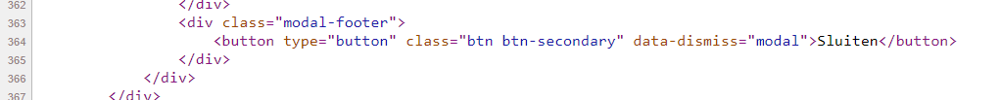 362 </div>
363 <div class="modal-footer">
364 <button type="button" class="btn btn-secondary" data-dismiss="modal">Sluiten</button>
365 </div>
366 </div>
367 </div>